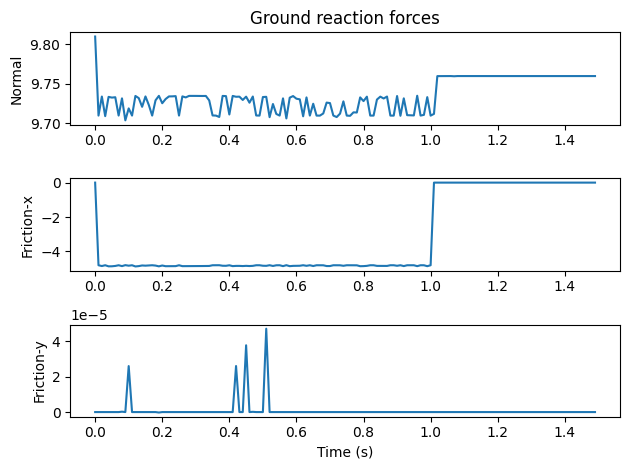 Ground reaction forces
Normal
9.80
9.75
9.70
0.0 0.2 0.4 0.6 0.8 1.0 1.2 1.4
Friction-x
0
−2
−4
0.0 0.2 0.4 0.6 0.8 1.0 1.2 1.4
1e−5
Friction-y
4
2
0
0.0 0.2 0.4 0.6 0.8 1.0 1.2 1.4
Time (s)